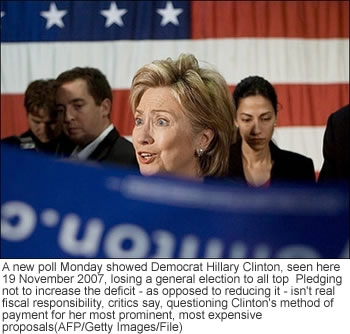 A new poll Monday showed Democrat Hillary Clinton, seen here
19 November 2007, losing a general election to all top  Pledging
not to increase the deficit - as opposed to reducing it - isn't real
fiscal responsibility, critics say, questioning Clinton's method of
payment for her most prominent, most expensive
proposals(AFP/Getty Images/File)